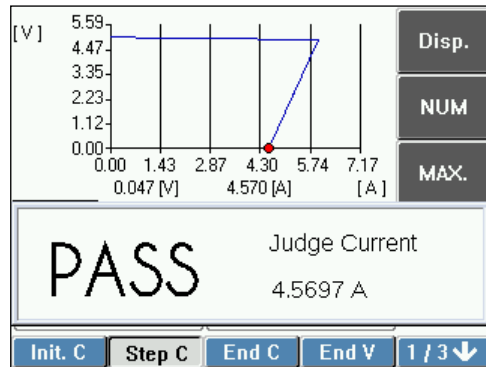 [V]
5.59
4.47
3.35
2.23
1.12
0.00
0.00 1.43 2.87 4.30 5.74 7.17
0.047 [V] 4.570 [A] [A]
Disp.
NUM
MAX.
PASS
Judge Current
4.5697 A
Init. C Step C End C End V 1/3